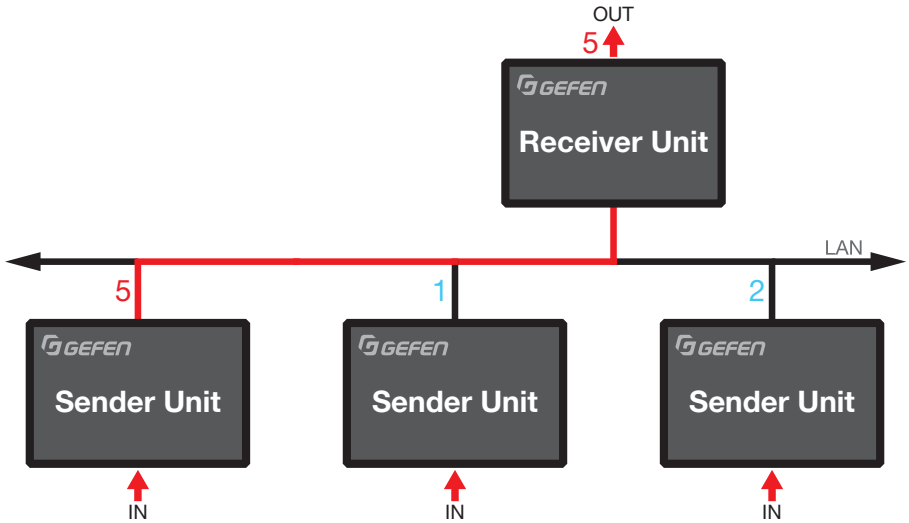 OUT
5
GEFEN
Receiver Unit
LAN
5
1
2
GEFEN
GEFEN
GEFEN
Sender Unit
Sender Unit
Sender Unit
IN
IN
IN